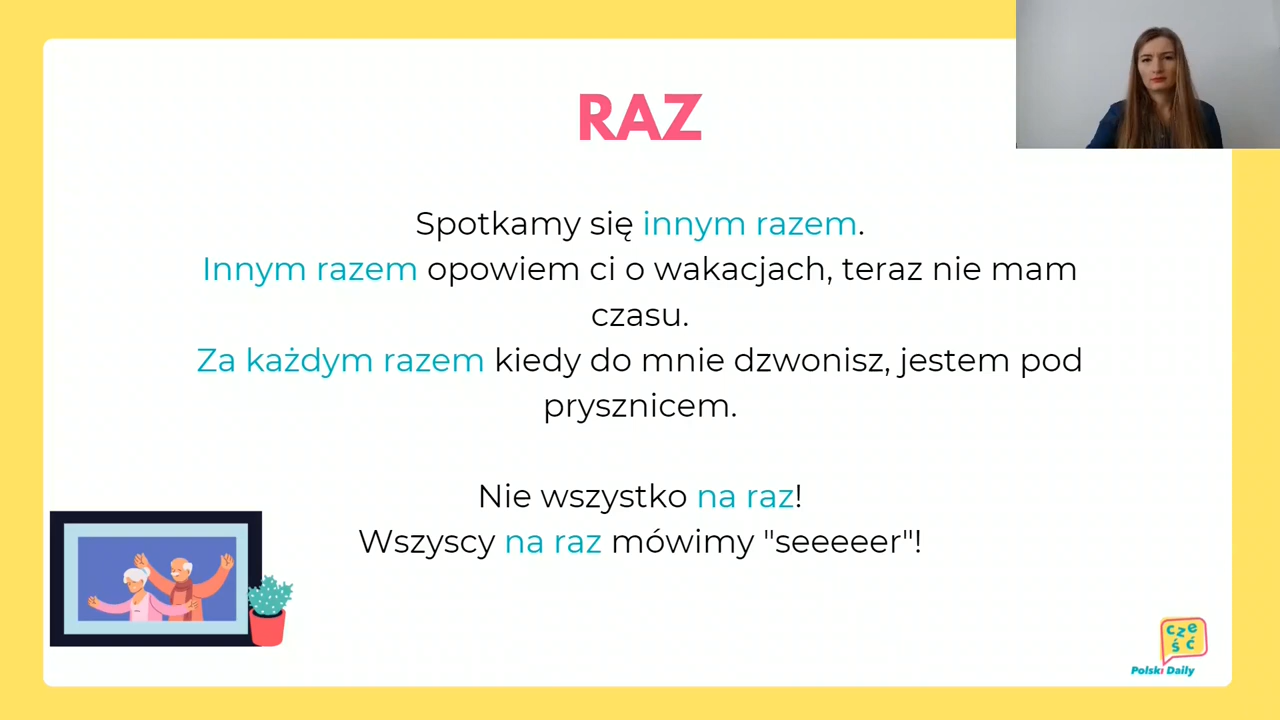 RAZ
Spotkamy się innym razem.
Innym razem opowiem ci o wakacjach, teraz nie mam
czasu.
Za każdym razem kiedy do mnie dzwonisz, jestem pod
prysznicem.
Nie wszystko na raz!
Wszyscy na raz mówimy "seeeeer"!
cze
ść
Polski Daily